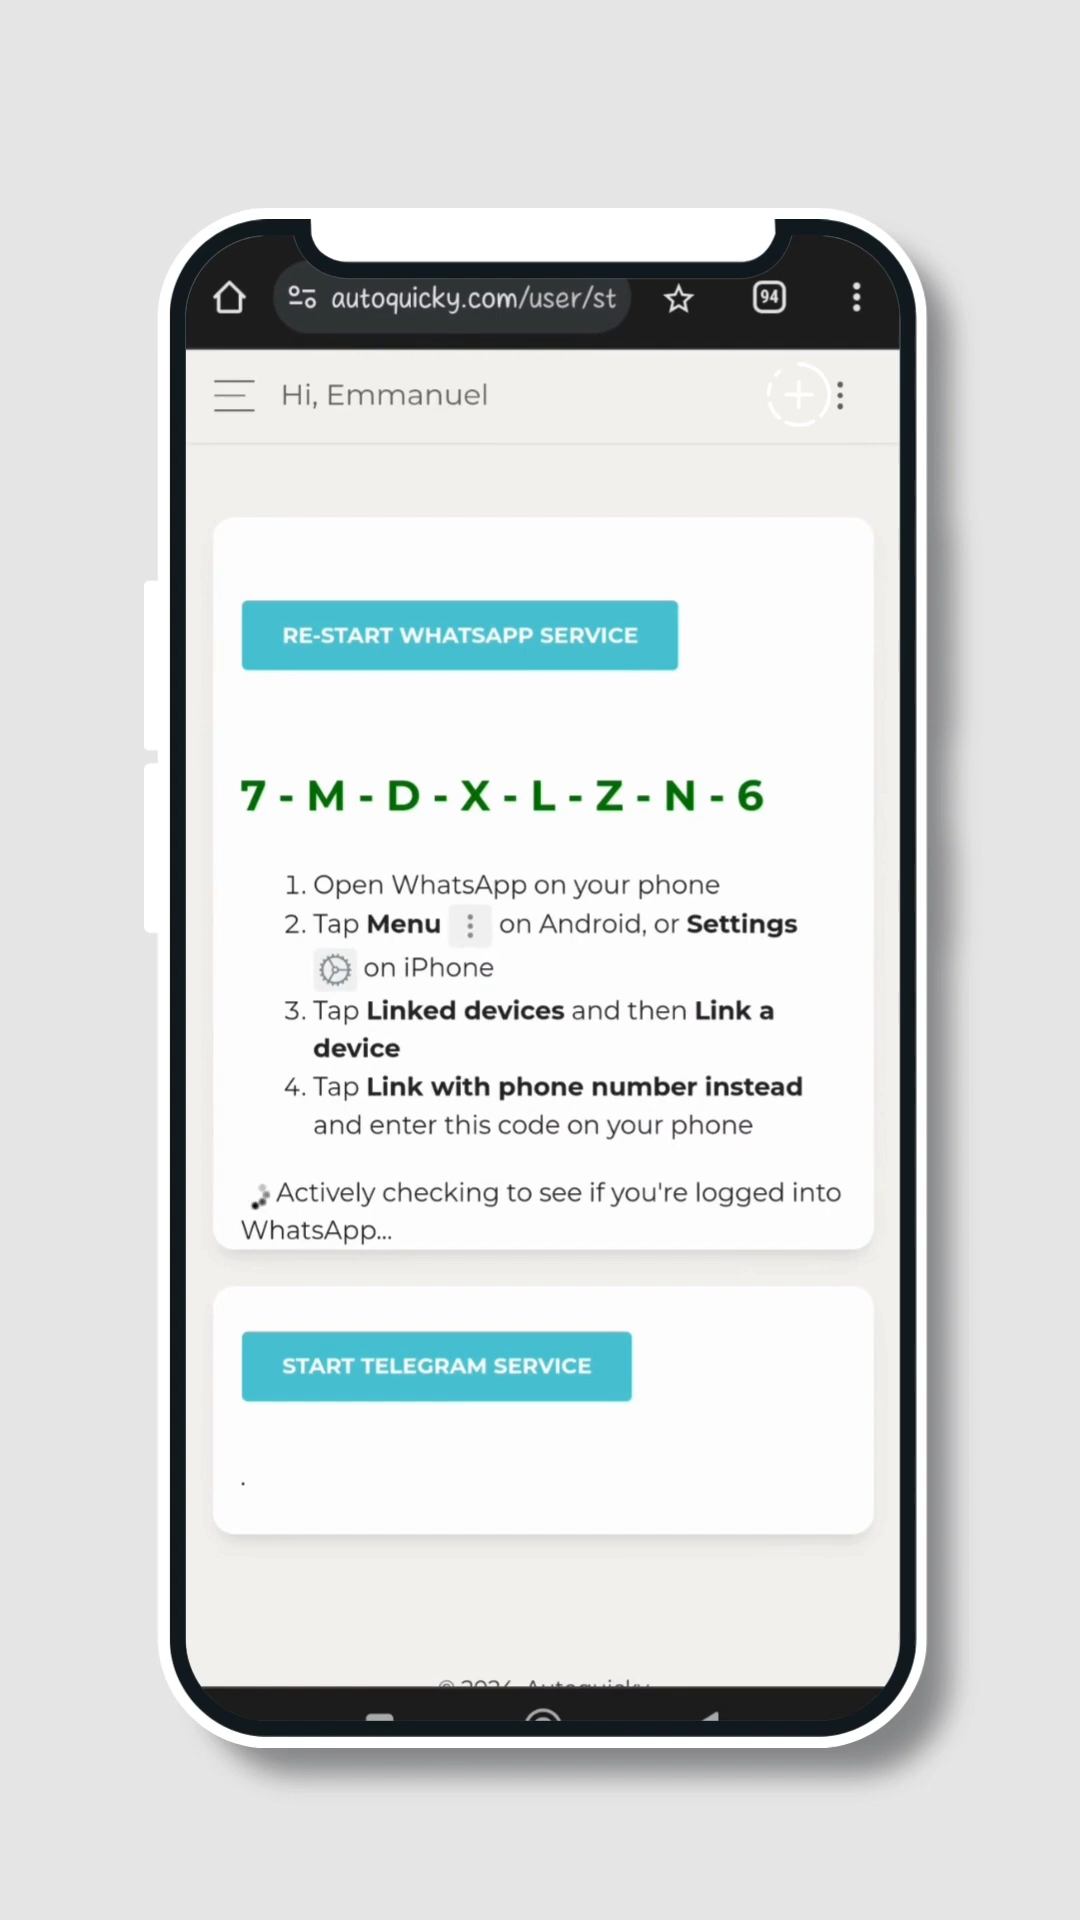 autoquicky.com/user/st
94
Hi, Emmanuel
RE-START WHATSAPP SERVICE
7 - M - D - X - L - Z - N - 6
1. Open WhatsApp on your phone
2. Tap Menu on Android, or Settings
on iPhone
3. Tap Linked devices and then Link a
device
4. Tap Link with phone number instead
and enter this code on your phone
Actively checking to see if you're logged into
WhatsApp...
START TELEGRAM SERVICE
.
© 2024, Autoquicky